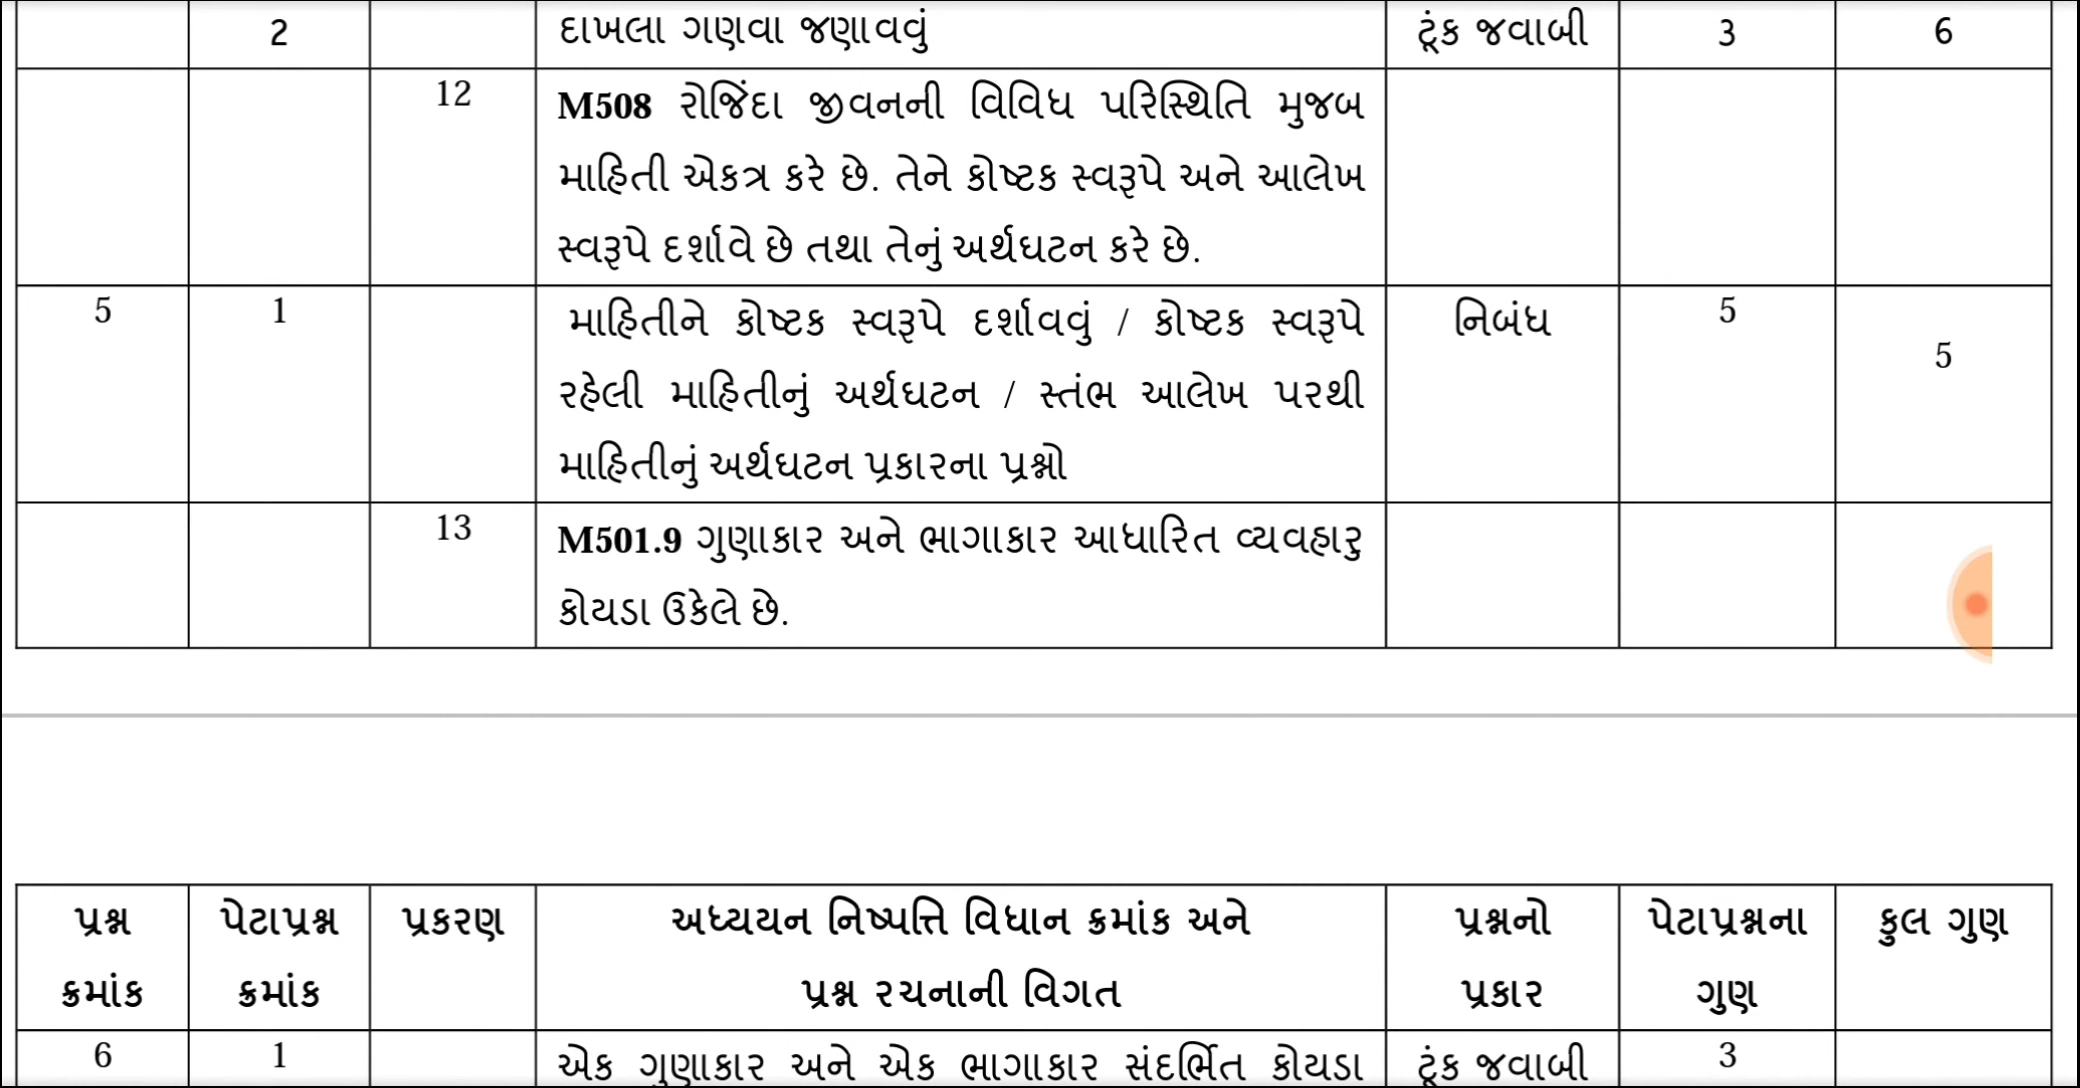 2 દાખલા ગણવા જણાવવું ટૂંક જવાબી 3 6
12 M508 રોજિંદા જીવનની વિવિધ પરિસ્થિતિ મુજબ
માહિતી એકત્ર કરે છે. તેને કોષ્ટક સ્વરૂપે અને આલેખ
સ્વરૂપે દર્શાવે છે તથા તેનું અર્થઘટન કરે છે.
5 1 માહિતીને કોષ્ટક સ્વરૂપે દર્શાવવું / કોષ્ટક સ્વરૂપે નિબંધ 5 5
રહેલી માહિતીનું અર્થઘટન / સ્તંભ આલેખ પરથી
માહિતીનું અર્થઘટન પ્રકારના પ્રશ્નો
13 M501.9 ગુણાકાર અને ભાગાકાર આધારિત વ્યવહારુ
કોયડા ઉકેલે છે.
પ્રશ્ન પેટાપ્રશ્ન પ્રકરણ અધ્યયન નિષ્પત્તિ વિધાન ક્રમાંક અને પ્રશ્નનો પેટાપ્રશ્નના કુલ ગુણ
ક્રમાંક ક્રમાંક પ્રશ્ન રચનાની વિગત પ્રકાર ગુણ
6 1 એક ગુણાકાર અને એક ભાગાકાર સંદર્ભિત કોયડા ટૂંક જવાબી 3